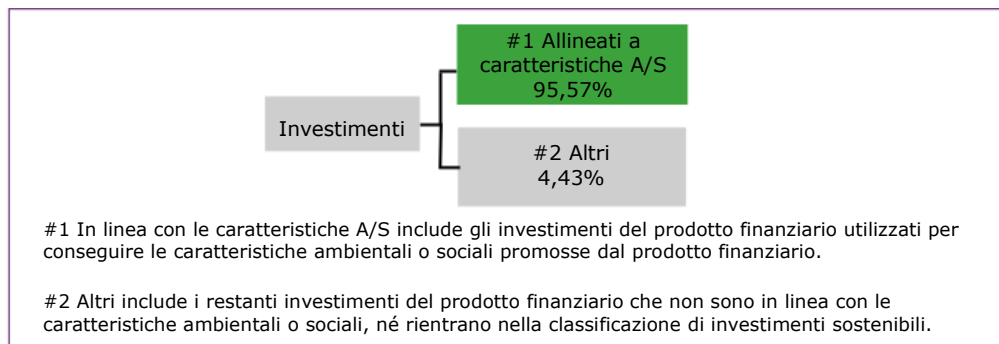 #1 Allineati a
caratteristiche A/S
95,57%
Investimenti
#2 Altri
4,43%
#1 In linea con le caratteristiche A/S include gli investimenti del prodotto finanziario utilizzati per
conseguire le caratteristiche ambientali o sociali promosse dal prodotto finanziario.
#2 Altri include i restanti investimenti del prodotto finanziario che non sono in linea con le
caratteristiche ambientali o sociali, né rientrano nella classificazione di investimenti sostenibili.